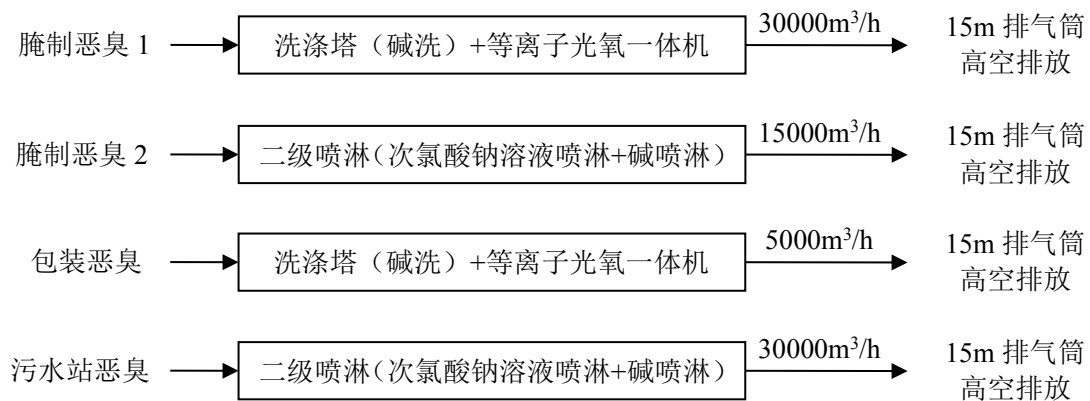 腌制恶臭 1
洗涤塔（碱洗）+等离子光氧一体机
30000m³/h
15m 排气筒
高空排放
腌制恶臭 2
二级喷淋（次氯酸钠溶液喷淋+碱喷淋）
15000m³/h
15m 排气筒
高空排放
包装恶臭
洗涤塔（碱洗）+等离子光氧一体机
5000m³/h
15m 排气筒
高空排放
污水站恶臭
二级喷淋（次氯酸钠溶液喷淋+碱喷淋）
30000m³/h
15m 排气筒
高空排放